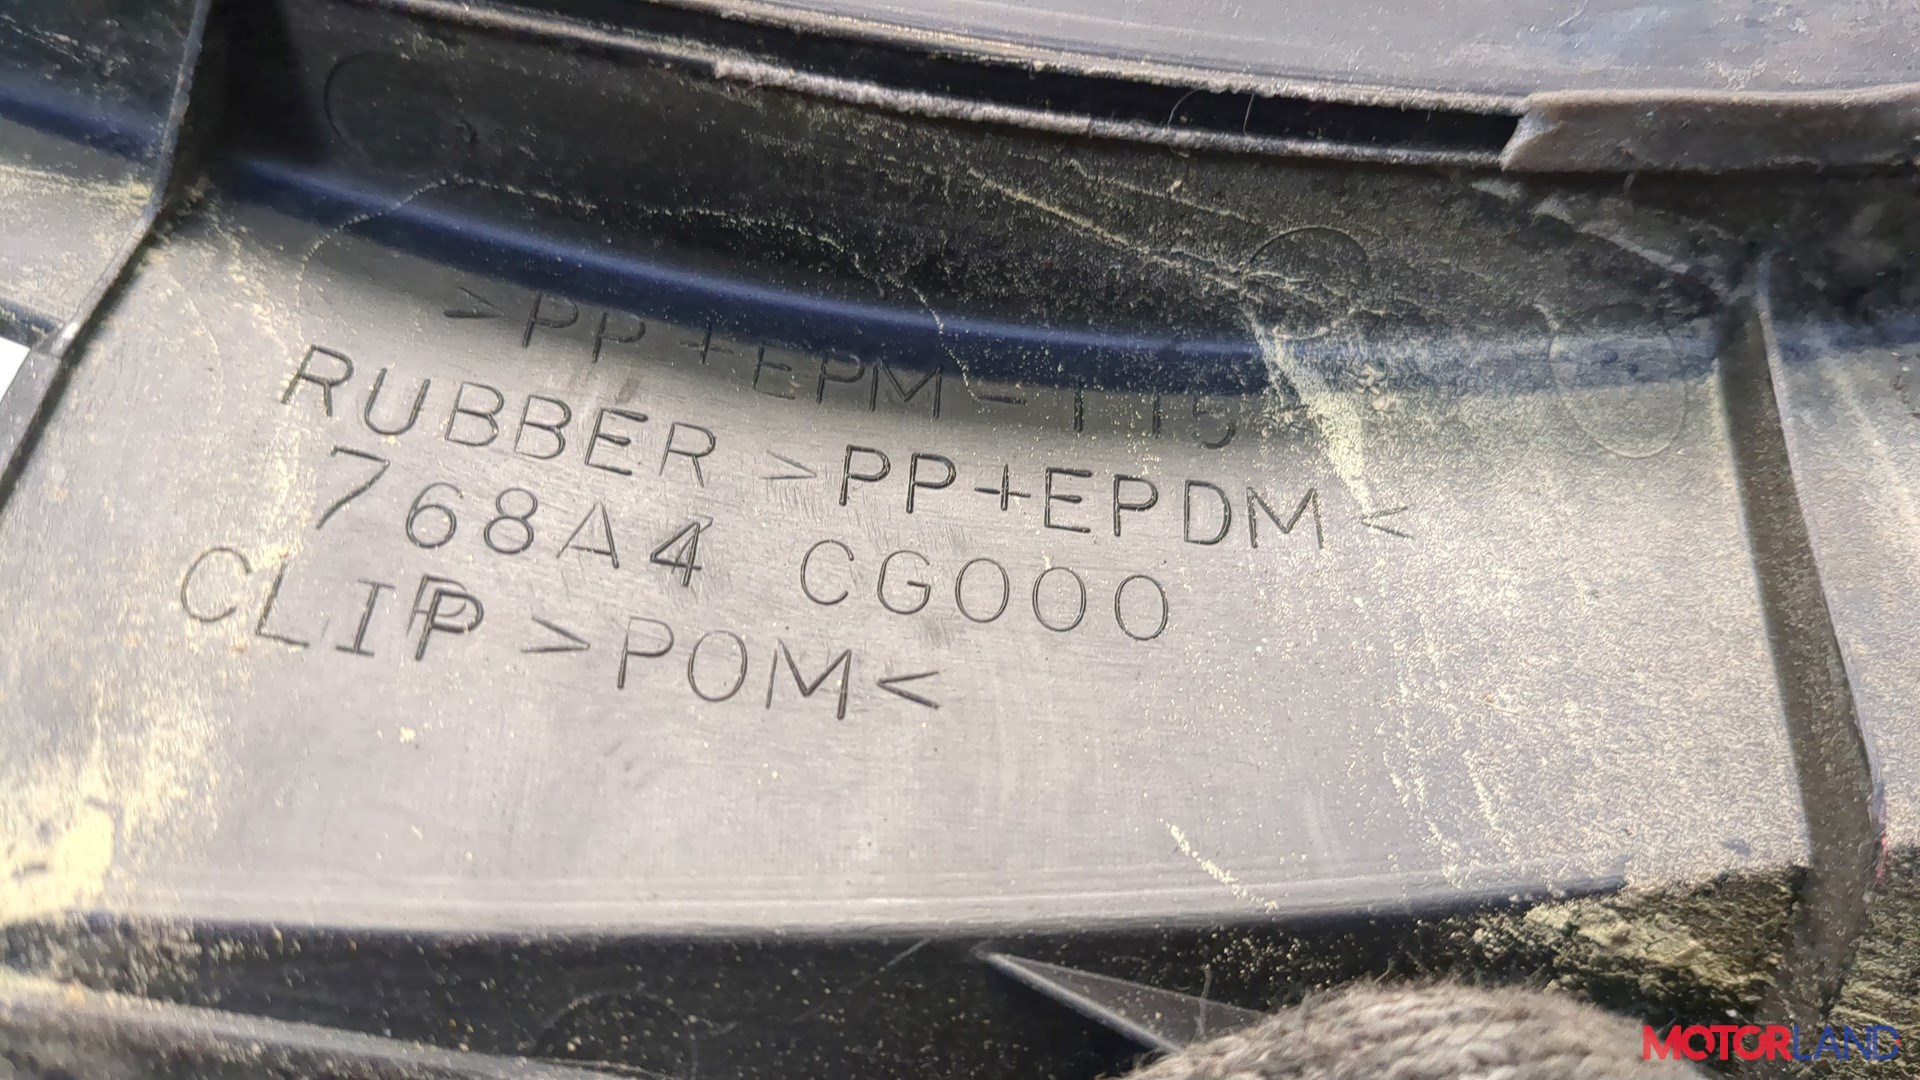 >PP+EPM-T15<
RUBBER >PP+EPDM<
768A4 CG000
CLIP >POM<
MOTORLAND